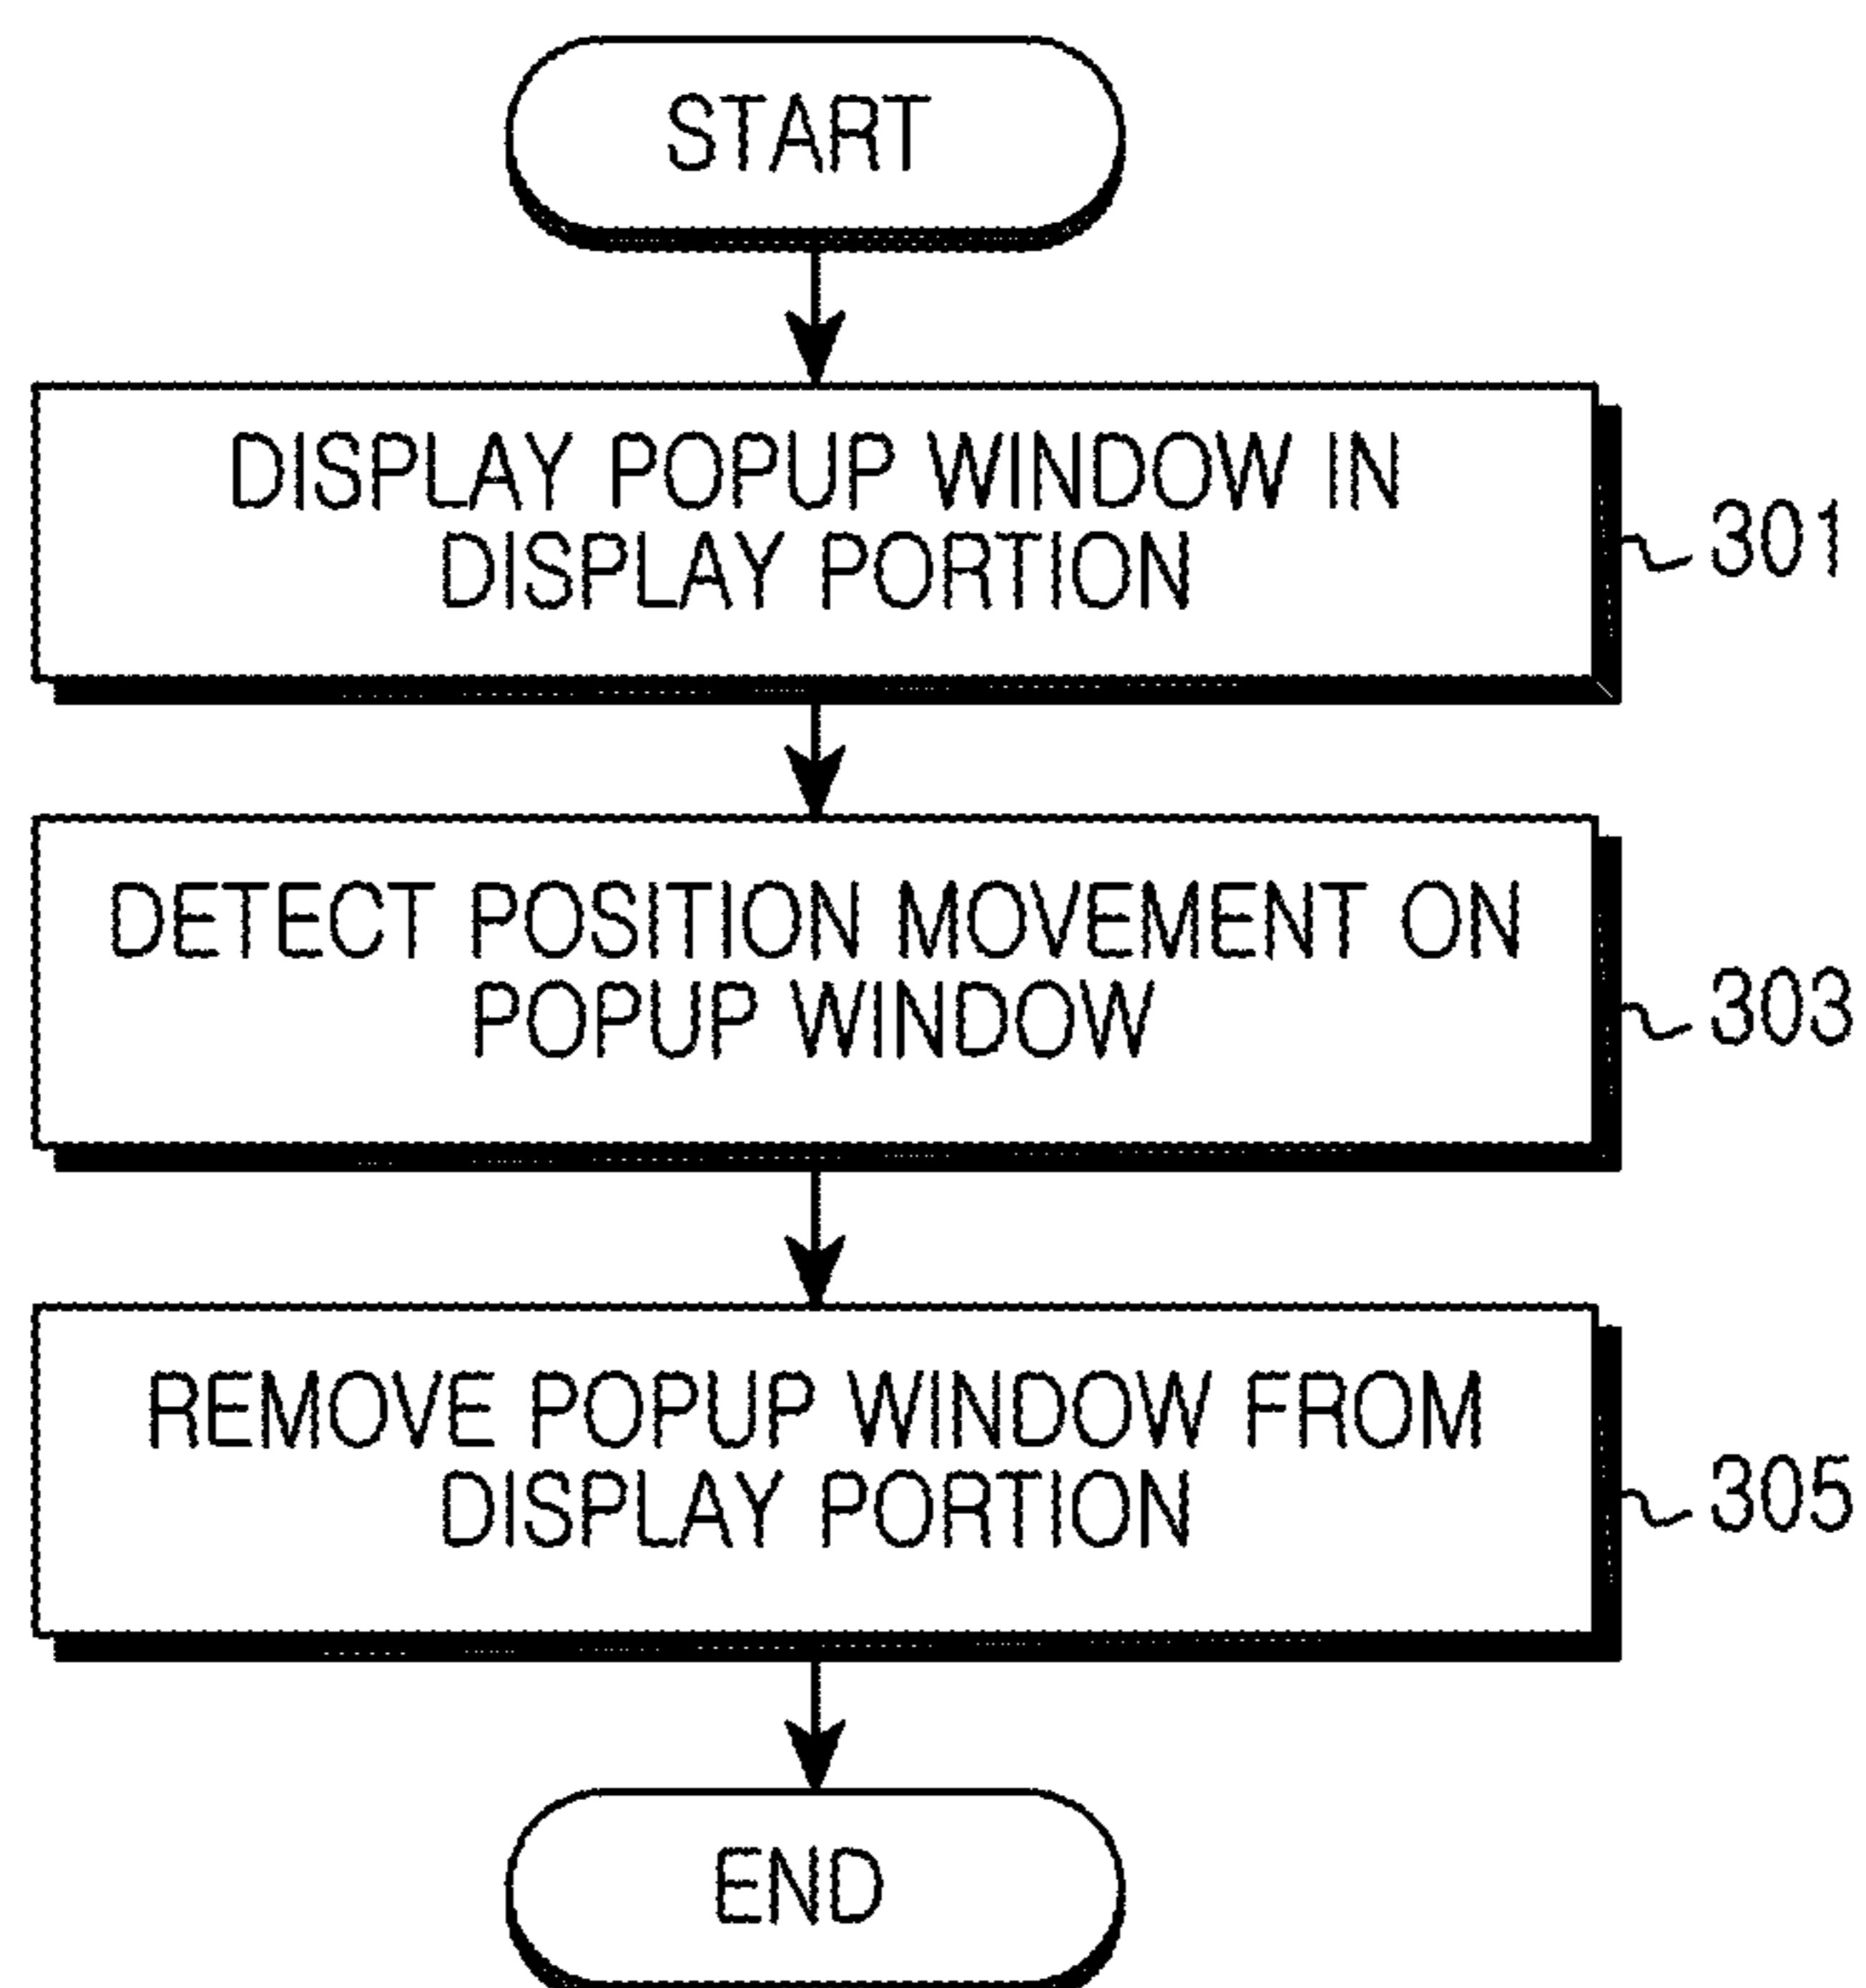 START
DISPLAY POPUP WINDOW IN
DISPLAY PORTION
301
DETECT POSITION MOVEMENT ON
POPUP WINDOW
303
REMOVE POPUP WINDOW FROM
DISPLAY PORTION
305
END